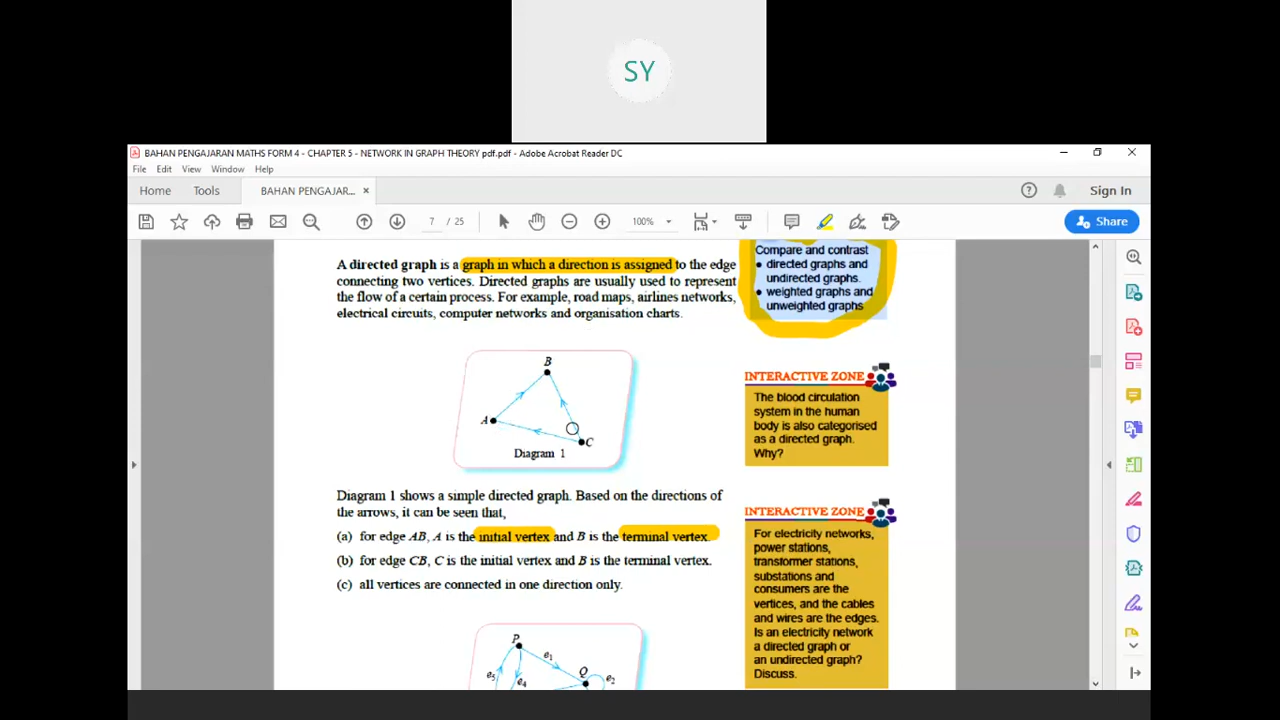 SY
BAHAN PENGAJARAN MATHS FORM 4 - CHAPTER 5 - NETWORK IN GRAPH THEORY pdf.pdf - Adobe Acrobat Reader DC
File Edit View Window Help
Home Tools BAHAN PENGAJAR... × Sign In
7 / 25 100% Share
A directed graph is a graph in which a direction is assigned to the edge
connecting two vertices. Directed graphs are usually used to represent
the flow of a certain process. For example, road maps, airlines networks,
electrical circuits, computer networks and organisation charts.
Compare and contrast
• directed graphs and
undirected graphs.
• weighted graphs and
unweighted graphs
B
A
C
Diagram 1
INTERACTIVE ZONE
The blood circulation
system in the human
body is also categorised
as a directed graph.
Why?
Diagram 1 shows a simple directed graph. Based on the directions of
the arrows, it can be seen that,
(a) for edge AB, A is the initial vertex and B is the terminal vertex.
(b) for edge CB, C is the initial vertex and B is the terminal vertex.
(c) all vertices are connected in one direction only.
INTERACTIVE ZONE
For electricity networks,
power stations,
transformer stations,
substations and
consumers are the
vertices, and the cables
and wires are the edges.
Is an electricity network
a directed graph or
an undirected graph?
Discuss.
P
e1
Q
e5 e4 e2